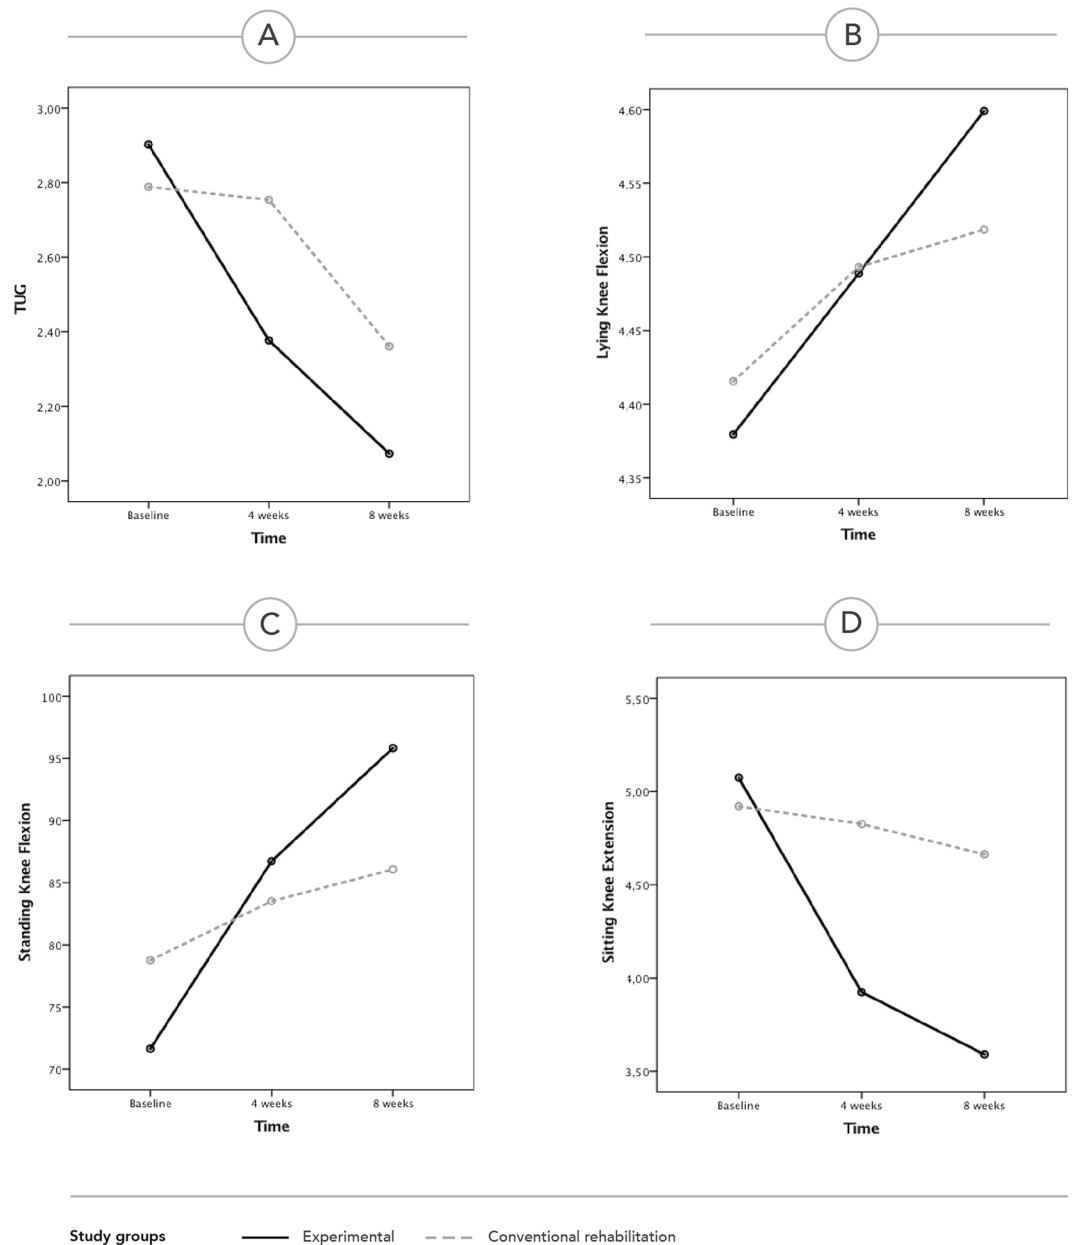 A
3,00
2,80
2,60
2,40
2,20
2,00
TUG
Baseline 4 weeks 8 weeks
Time
B
4,60
4,55
4,50
4,45
4,40
4,35
Lying Knee Flexion
Baseline 4 weeks 8 weeks
Time
C
100
95
90
85
80
75
70
Standing Knee Flexion
Baseline 4 weeks 8 weeks
Time
D
5,50
5,00
4,50
4,00
3,50
Sitting Knee Extension
Baseline 4 weeks 8 weeks
Time
Study groups Experimental Conventional rehabilitation